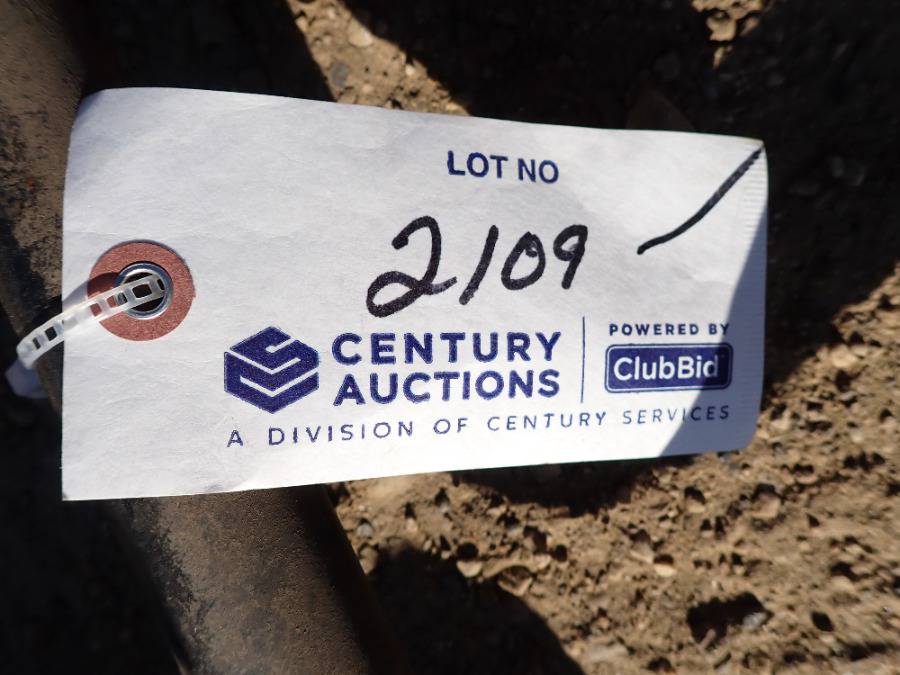 LOT NO
2109
CENTURY
AUCTIONS
POWERED BY
ClubBid
A DIVISION OF CENTURY SERVICES